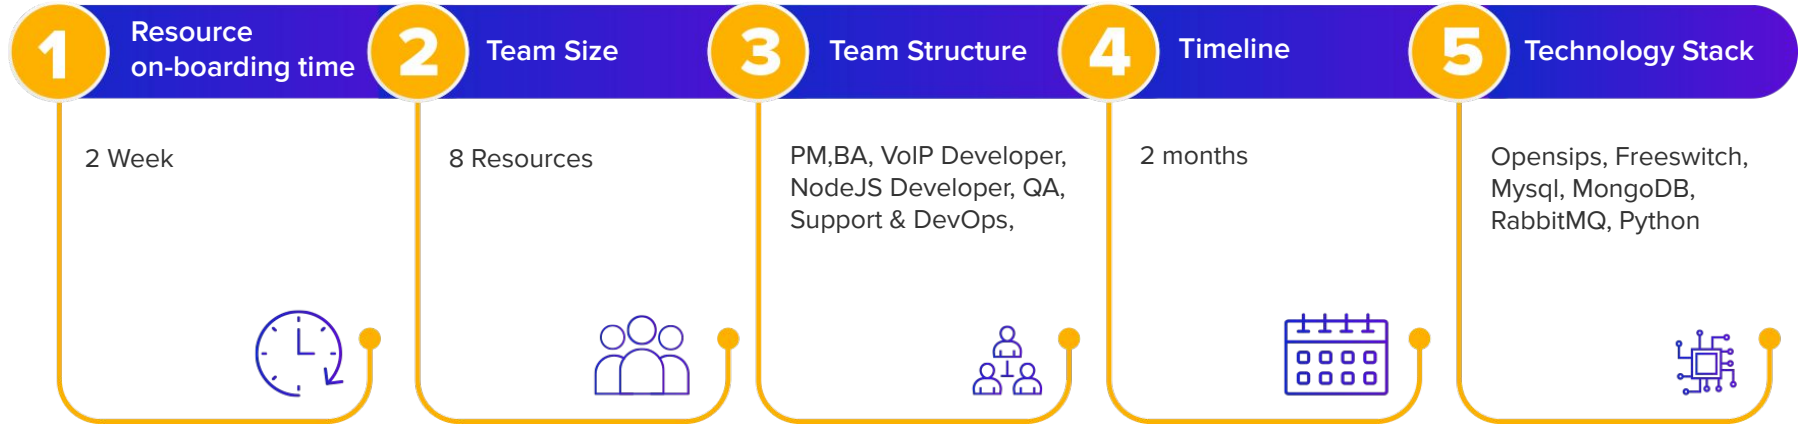 1
Resource
on-boarding time
2 Week
2
Team Size
8 Resources
3
Team Structure
PM,BA, VoIP Developer,
NodeJS Developer, QA,
Support & DevOps,
4
Timeline
2 months
5
Technology Stack
Opensips, Freeswitch,
Mysql, MongoDB,
RabbitMQ, Python